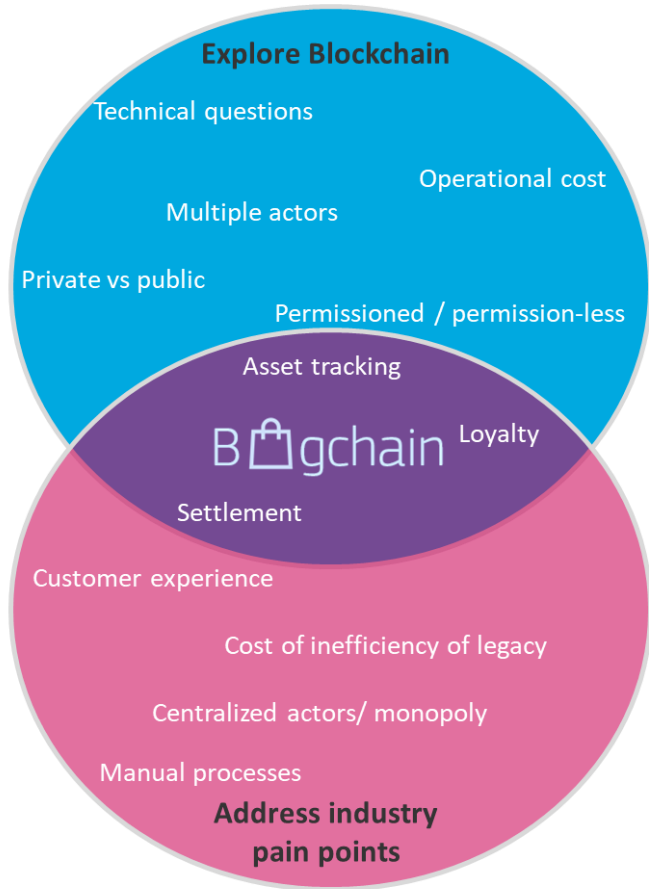 Explore Blockchain
Technical questions
Operational cost
Multiple actors
Private vs public
Permissioned / permission-less
Asset tracking
Loyalty
Bagchain
Settlement
Customer experience
Cost of inefficiency of legacy
Centralized actors/ monopoly
Manual processes
Address industry
pain points